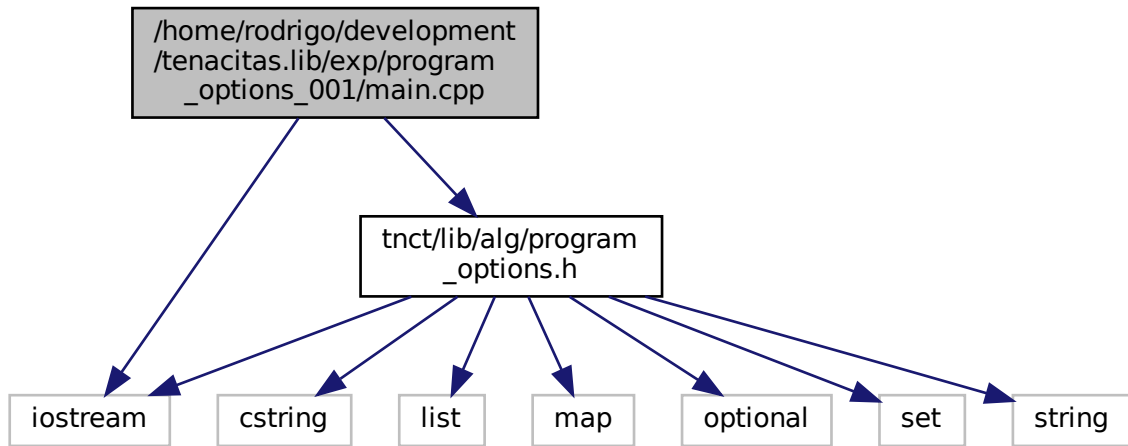 /home/rodrigo/development
/tenacitas.lib/exp/program
_options_001/main.cpp
tnct/lib/alg/program
_options.h
iostream
cstring
list
map
optional
set
string